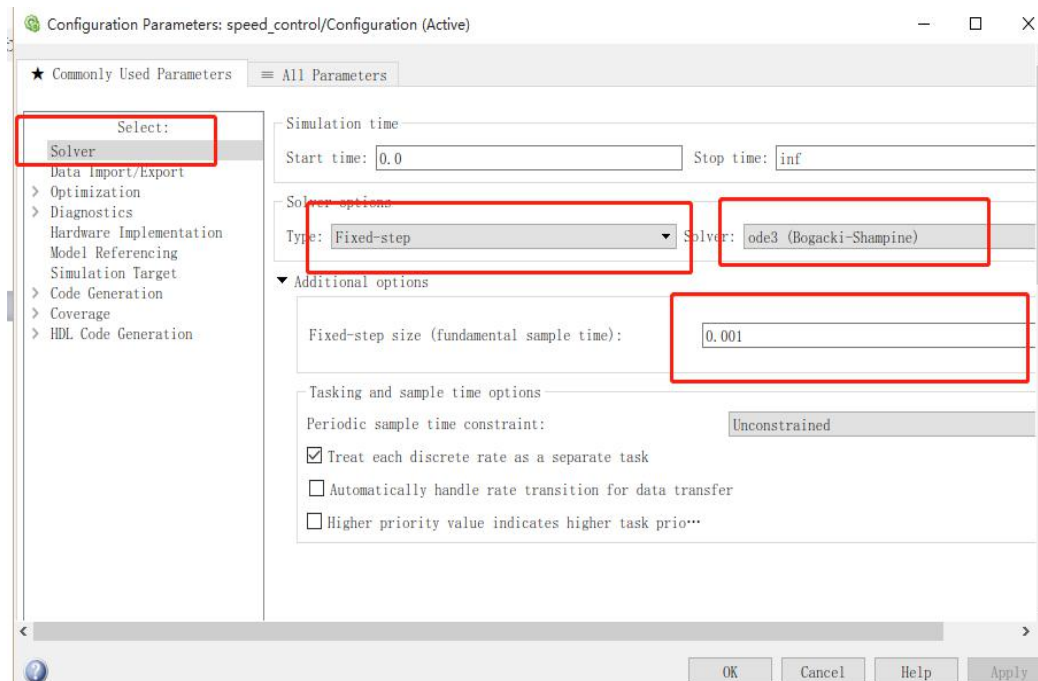 Configuration Parameters: speed_control/Configuration (Active)
★ Commonly Used Parameters
≡ All Parameters
Select:
Solver
Data Import/Export
Optimization
Diagnostics
Hardware Implementation
Model Referencing
Simulation Target
Code Generation
Coverage
HDL Code Generation
Simulation time
Start time: 0.0 Stop time: inf
Solver options
Type: Fixed-step Solver: ode3 (Bogacki-Shampine)
Additional options
Fixed-step size (fundamental sample time): 0.001
Tasking and sample time options
Periodic sample time constraint: Unconstrained
Treat each discrete rate as a separate task
Automatically handle rate transition for data transfer
Higher priority value indicates higher task prio…
OK Cancel Help Apply